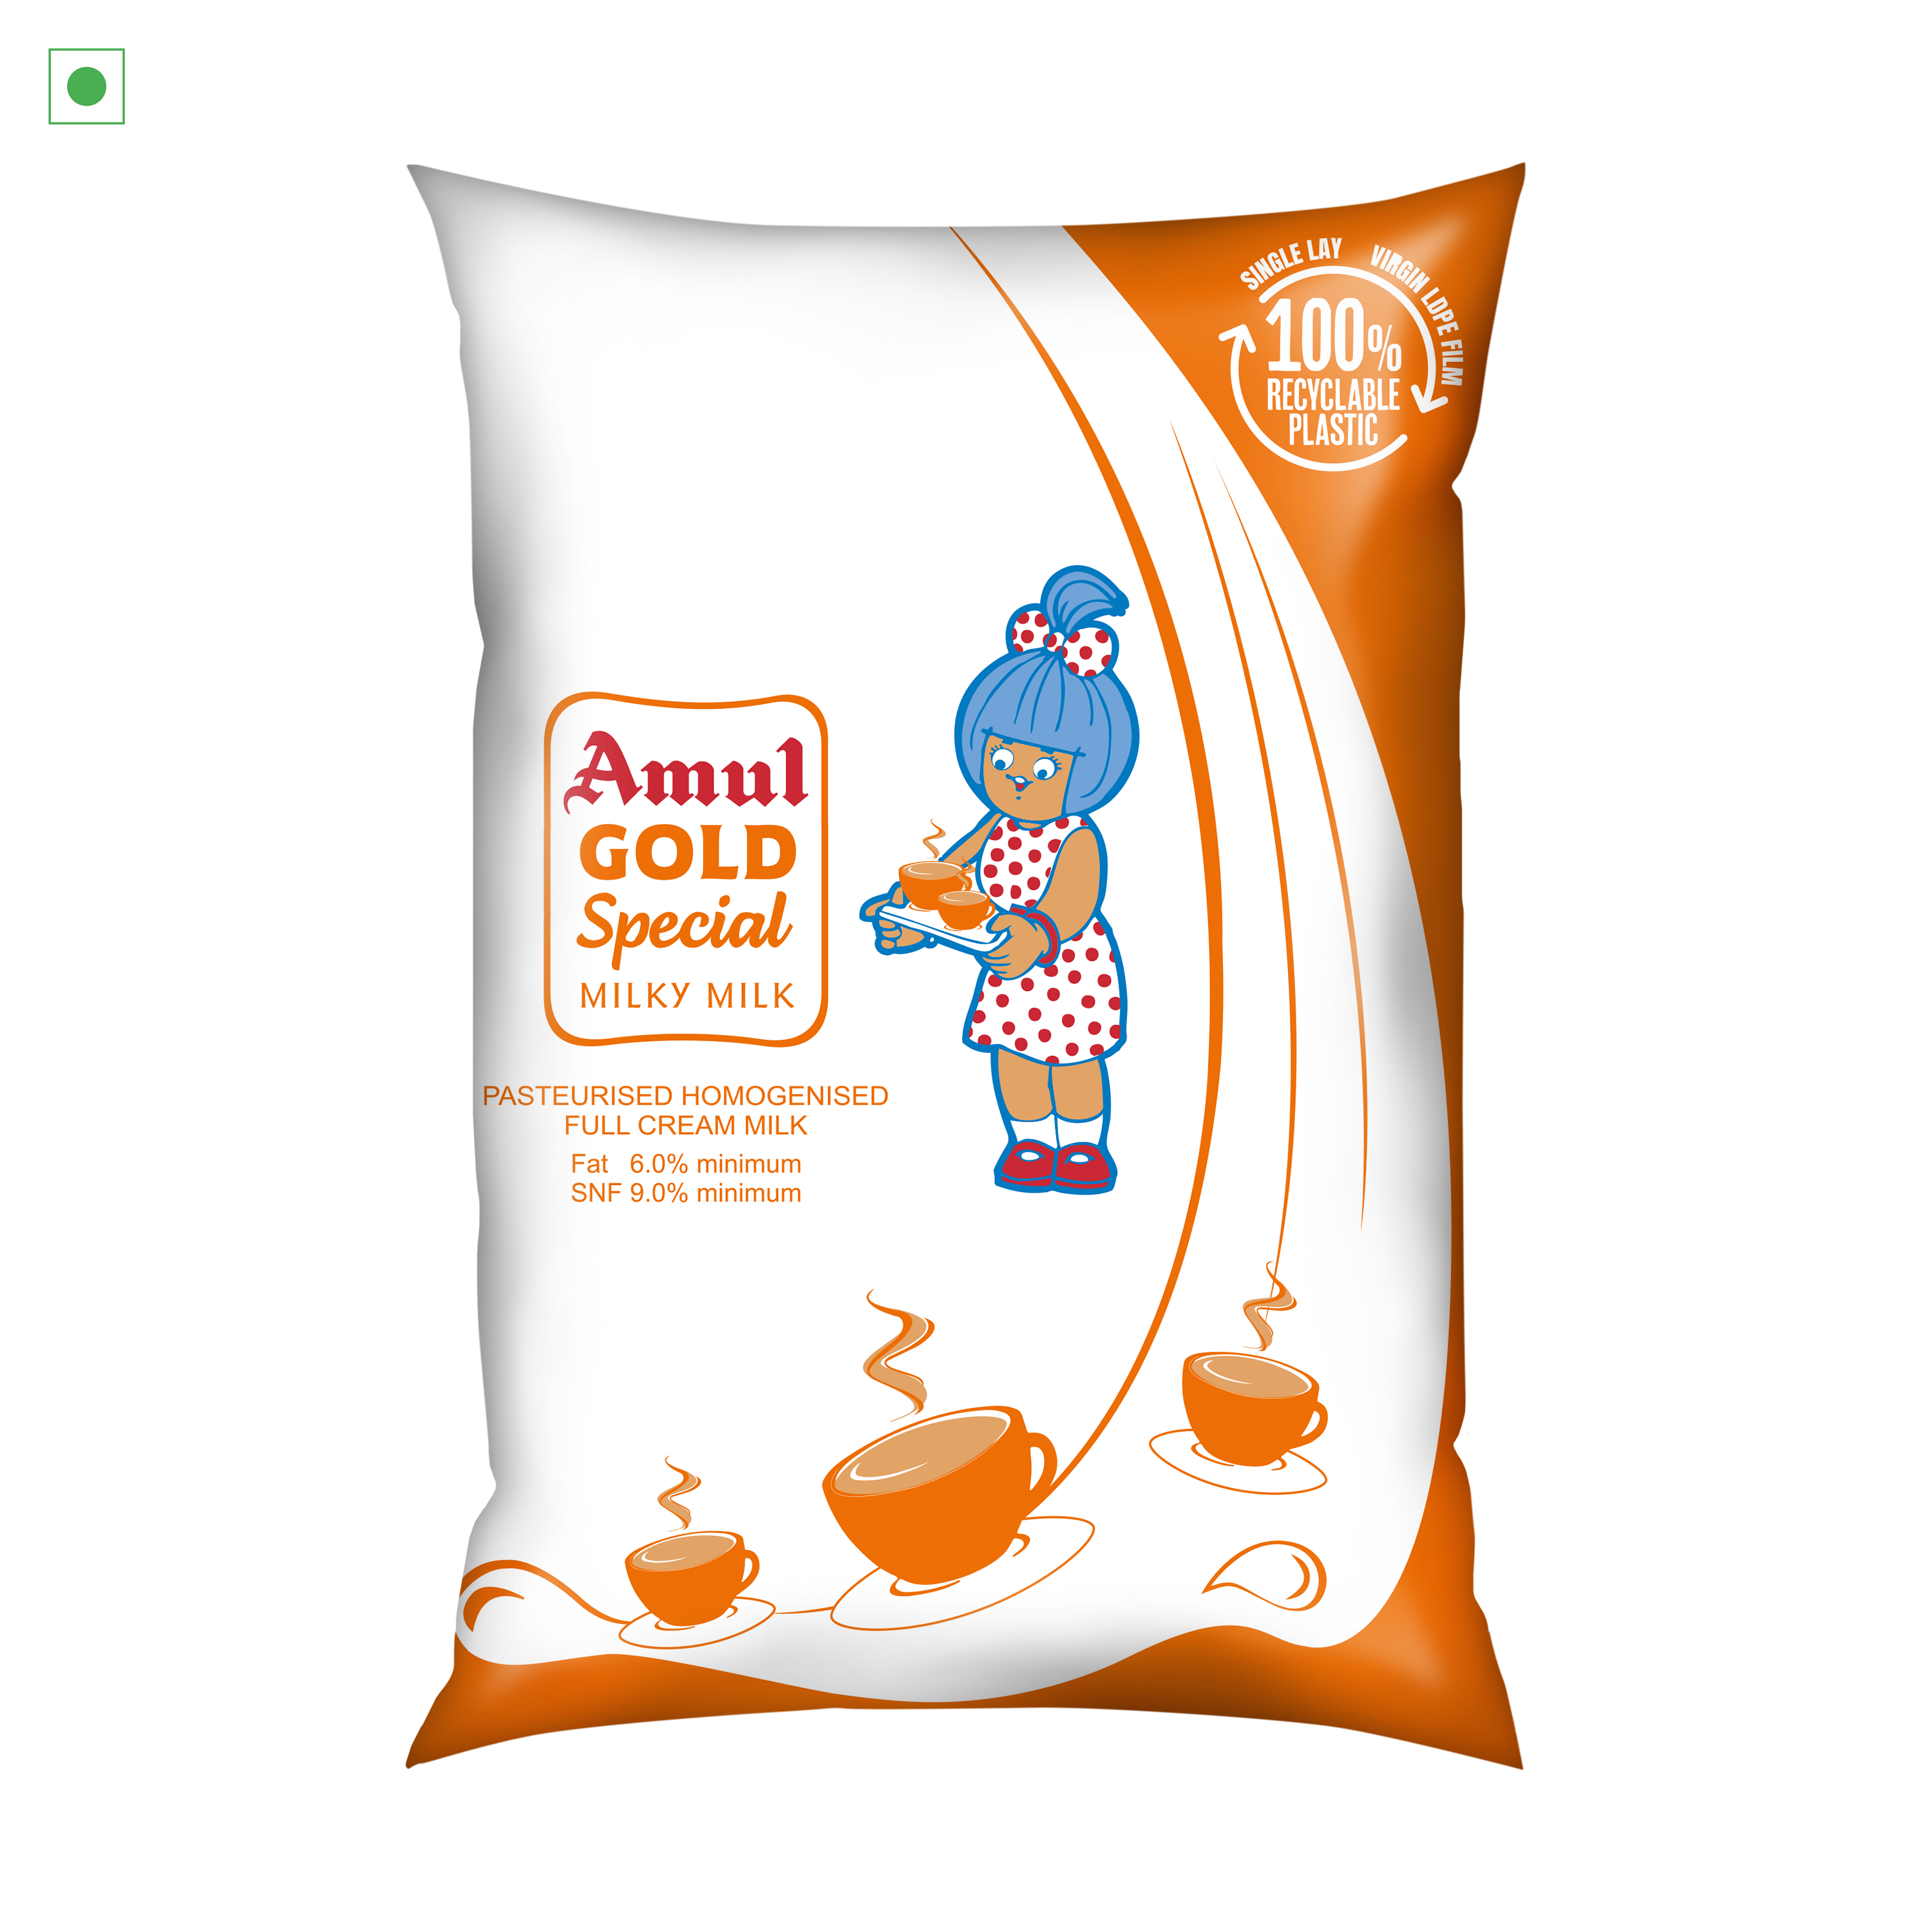 SINGLE LAY VIRGIN LDPE FILM
100%
RECYCLABLE
PLASTIC
Amul
GOLD
Special
MILKY MILK
PASTEURISED HOMOGENISED
FULL CREAM MILK
Fat 6.0% minimum
SNF 9.0% minimum